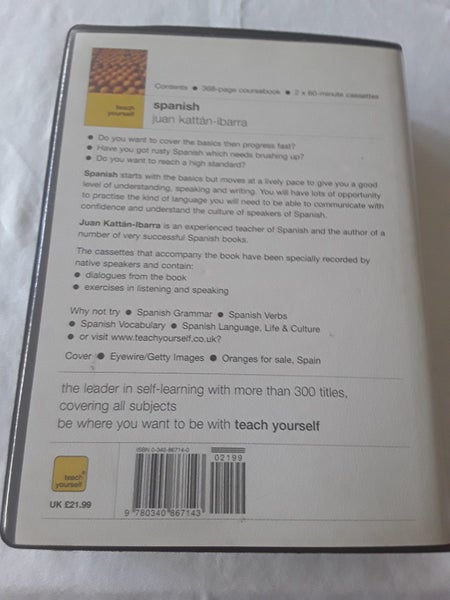 Contents ● 368-page coursebook ● 2 x 60-minute cassettes
teach
yourself
spanish
juan kattán-ibarra
● Do you want to cover the basics then progress fast?
● Have you got rusty Spanish which needs brushing up?
● Do you want to reach a high standard?
Spanish starts with the basics but moves at a lively pace to give you a good
level of understanding, speaking and writing. You will have lots of opportunity
to practise the kind of language you will need to be able to communicate with
confidence and understand the culture of speakers of Spanish.
Juan Kattán-Ibarra is an experienced teacher of Spanish and the author of a
number of very successful Spanish books.
The cassettes that accompany the book have been specially recorded by
native speakers and contain:
● dialogues from the book
● exercises in listening and speaking
Why not try ● Spanish Grammar ● Spanish Verbs
● Spanish Vocabulary ● Spanish Language, Life & Culture
● or visit www.teachyourself.co.uk?
Cover ● Eyewire/Getty Images ● Oranges for sale, Spain
the leader in self-learning with more than 300 titles,
covering all subjects
be where you want to be with teach yourself
ISBN 0-340-86714-0
02199
teach
yourself
UK £21.99
9 780340 867143